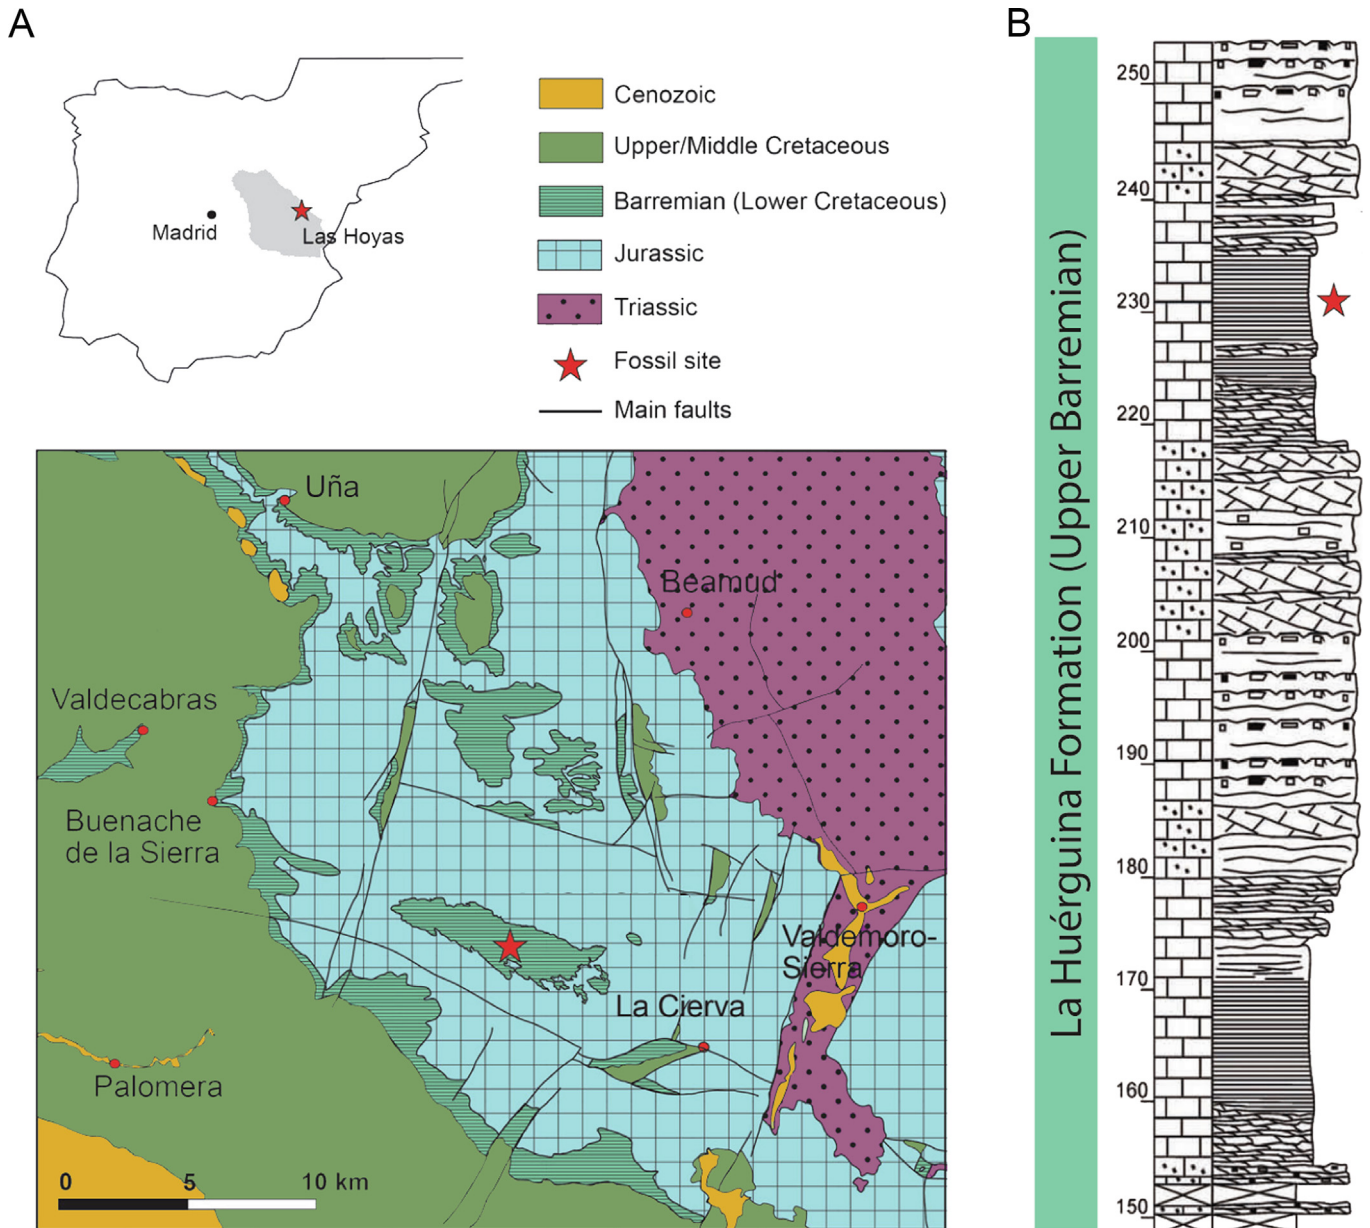 A
Madrid
Las Hoyas
Cenozoic
Upper/Middle Cretaceous
Barremian (Lower Cretaceous)
Jurassic
Triassic
Fossil site
Main faults
Uña
Beamud
Valdecabras
Buenache
de la Sierra
Valdemoro-
Sierra
La Cierva
Palomera
0 5 10 km
B
La Huérguina Formation (Upper Barremian)
250
240
230
220
210
200
190
180
170
160
150